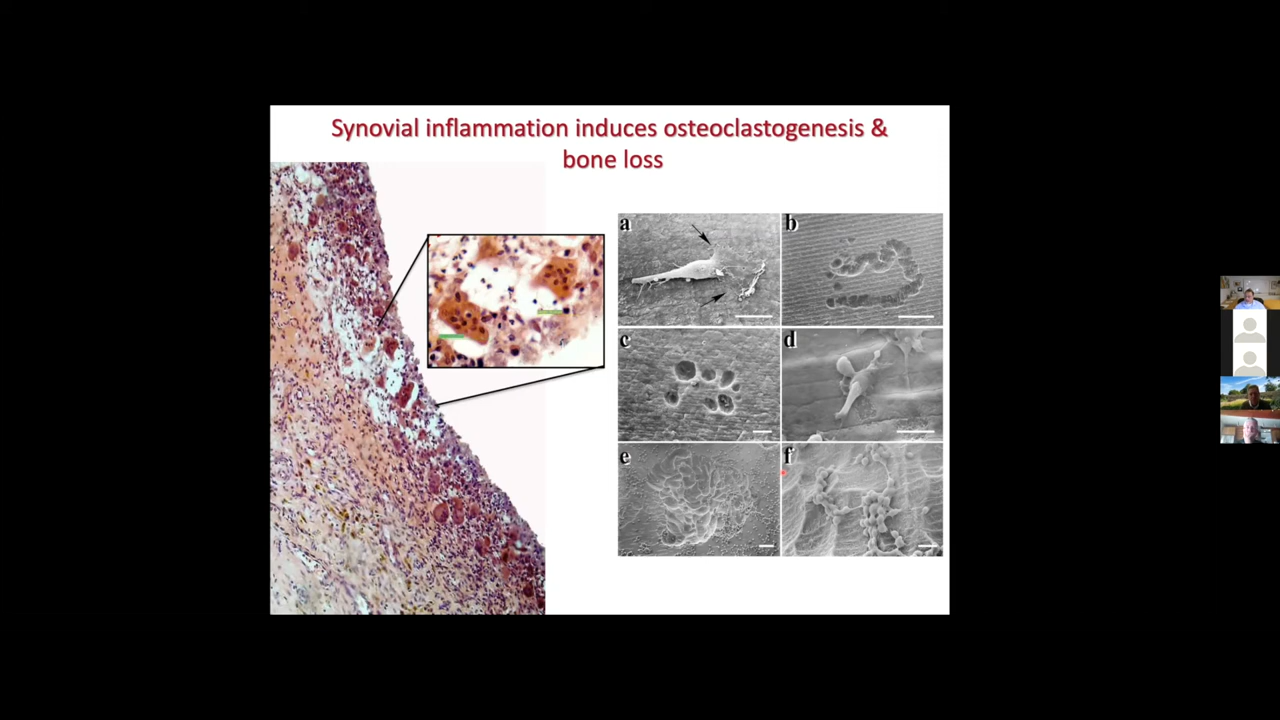 Synovial inflammation induces osteoclastogenesis &
bone loss
a
b
c
d
e
f